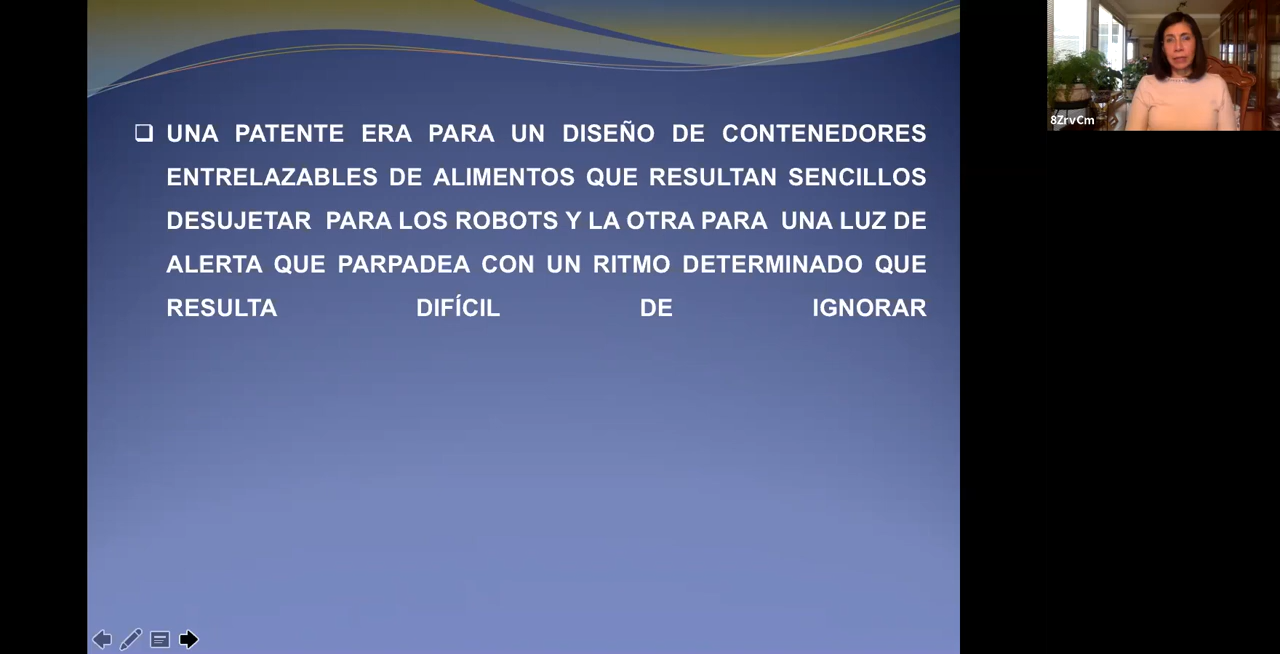 UNA PATENTE ERA PARA UN DISEÑO DE CONTENEDORES
ENTRELAZABLES DE ALIMENTOS QUE RESULTAN SENCILLOS
DESUJETAR PARA LOS ROBOTS Y LA OTRA PARA UNA LUZ DE
ALERTA QUE PARPADEA CON UN RITMO DETERMINADO QUE
RESULTA DIFÍCIL DE IGNORAR
8ZrvCm